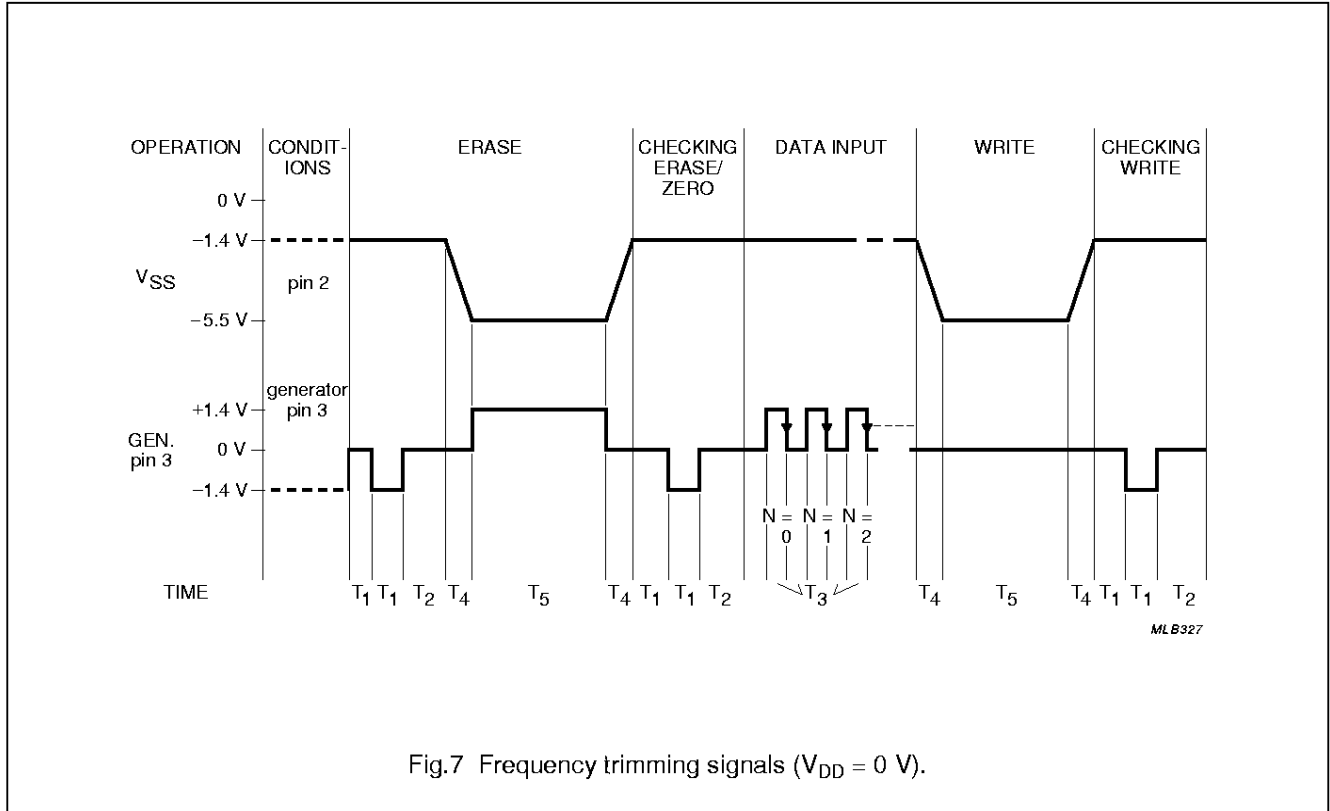 OPERATION CONDIT-IONS ERASE CHECKING ERASE/ZERO DATA INPUT WRITE CHECKING WRITE
0 V
−1.4 V
VSS pin 2
−5.5 V
generator pin 3
+1.4 V
GEN. pin 3
0 V
−1.4 V
N = 0 N = 1 N = 2
TIME T1 T1 T2 T4 T5 T4 T1 T1 T2 T3 T4 T5 T4 T1 T1 T2
MLB327
Fig.7 Frequency trimming signals (VDD = 0 V).